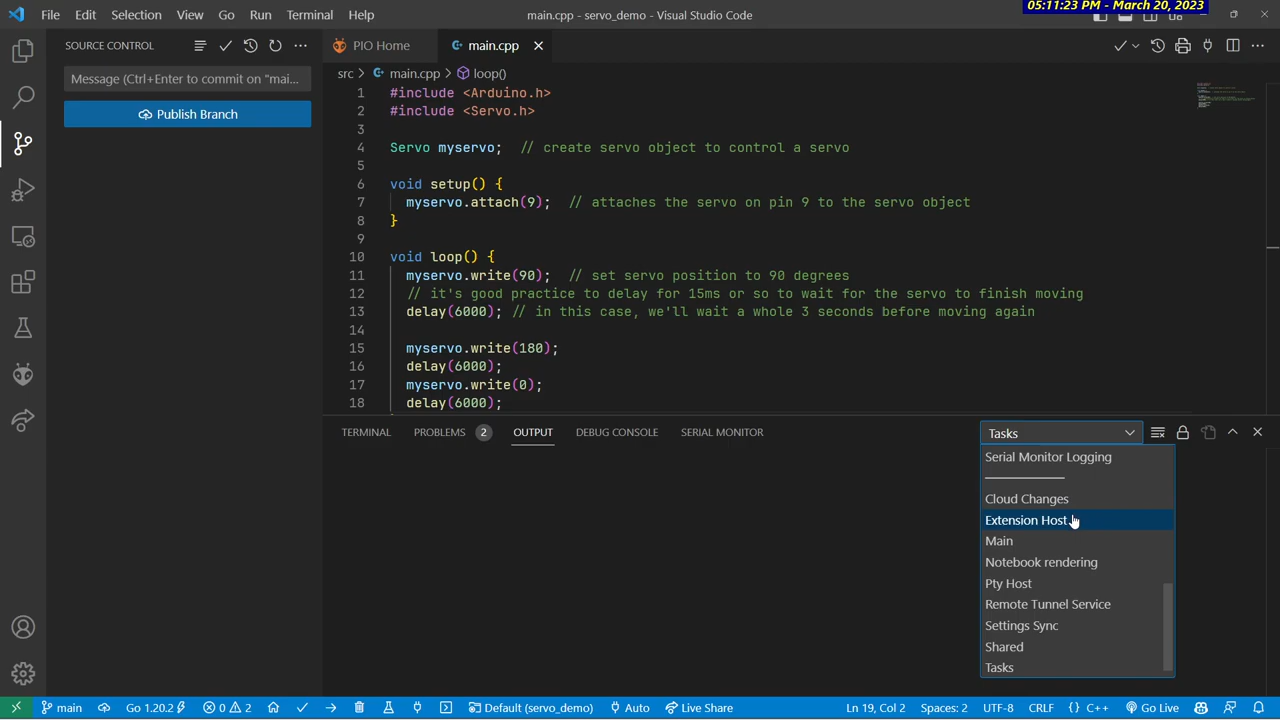 05:11:23 PM - March 20, 2023
File Edit Selection View Go Run Terminal Help
main.cpp - servo_demo - Visual Studio Code
SOURCE CONTROL
Message (Ctrl+Enter to commit on "mai...
Publish Branch
PIO Home
main.cpp
src > main.cpp > loop()
1 #include <Arduino.h>
2 #include <Servo.h>
3
4 Servo myservo;  // create servo object to control a servo
5
6 void setup() {
7   myservo.attach(9);  // attaches the servo on pin 9 to the servo object
8 }
9
10 void loop() {
11   myservo.write(90);  // set servo position to 90 degrees
12   // it's good practice to delay for 15ms or so to wait for the servo to finish moving
13   delay(6000); // in this case, we'll wait a whole 3 seconds before moving again
14
15   myservo.write(180);
16   delay(6000);
17   myservo.write(0);
18   delay(6000);
TERMINAL PROBLEMS 2 OUTPUT DEBUG CONSOLE SERIAL MONITOR
Tasks
Serial Monitor Logging
Cloud Changes
Extension Host
Main
Notebook rendering
Pty Host
Remote Tunnel Service
Settings Sync
Shared
Tasks
main Go 1.20.2 0 2 Default (servo_demo) Auto Live Share Ln 19, Col 2 Spaces: 2 UTF-8 CRLF {} C++ Go Live